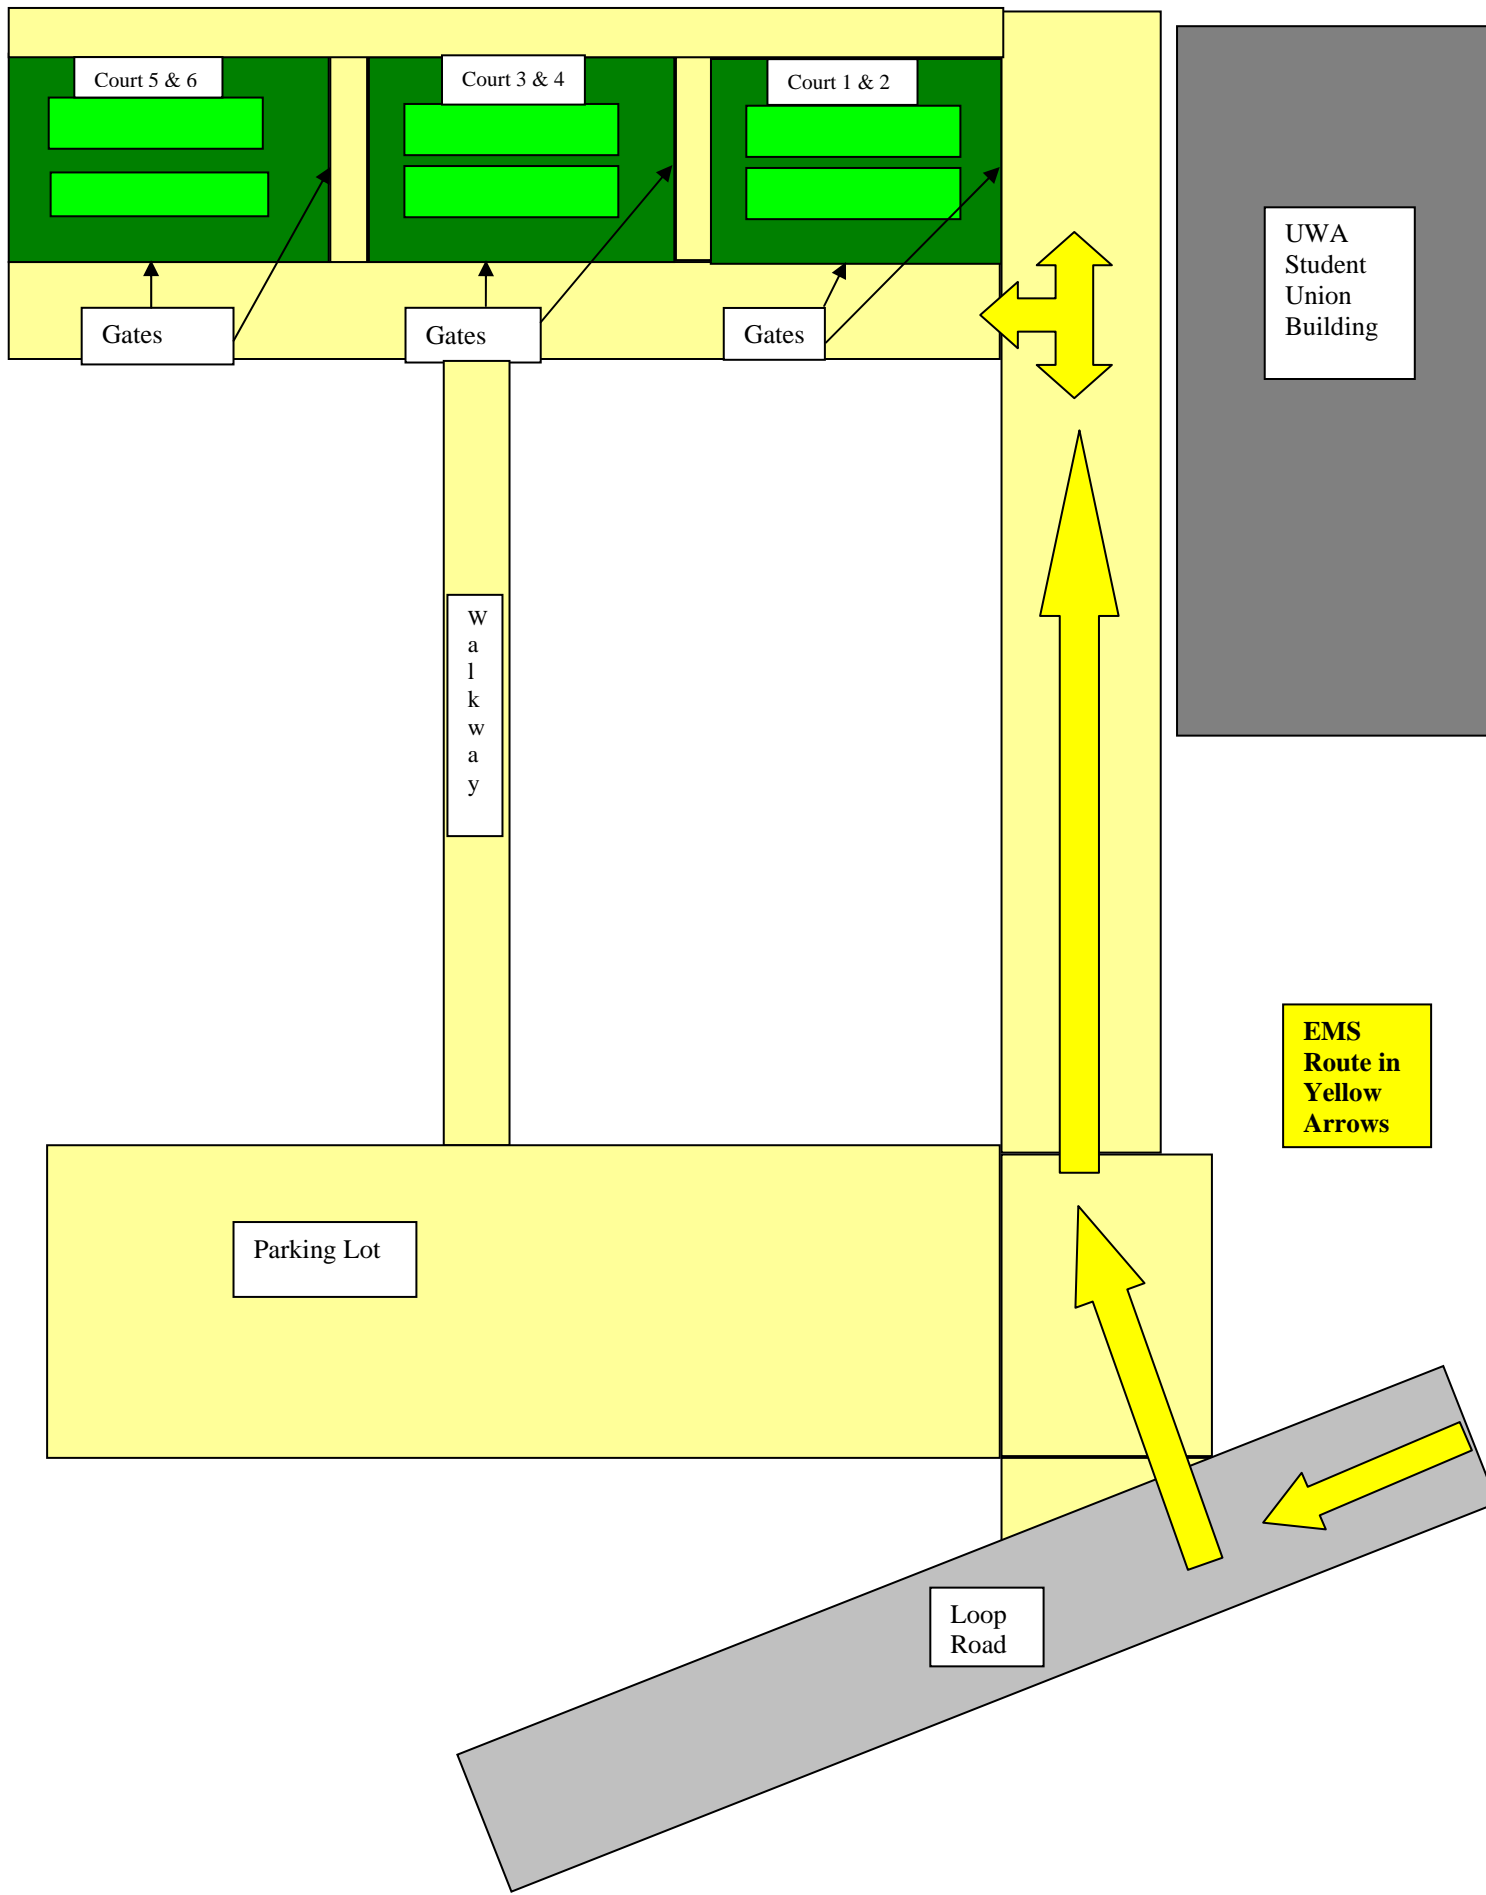 Court 5 & 6
Court 3 & 4
Court 1 & 2
UWA
Student
Union
Building
Gates
Gates
Gates
W
a
l
k
w
a
y
EMS
Route in
Yellow
Arrows
Parking Lot
Loop
Road